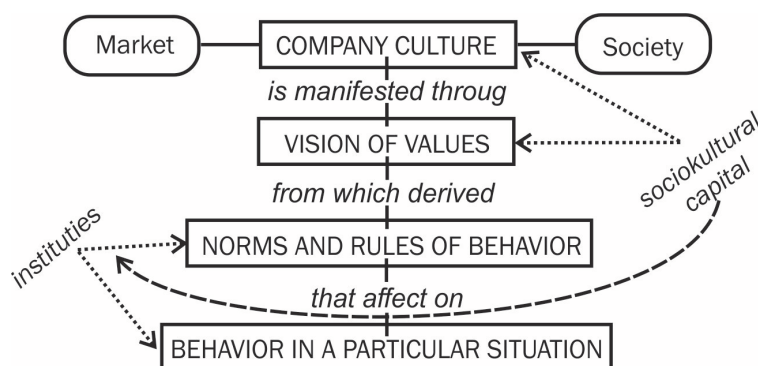 Market
COMPANY CULTURE
Society
is manifested throug
VISION OF VALUES
from which derived
sociokultural
capital
instituties
NORMS AND RULES OF BEHAVIOR
that affect on
BEHAVIOR IN A PARTICULAR SITUATION